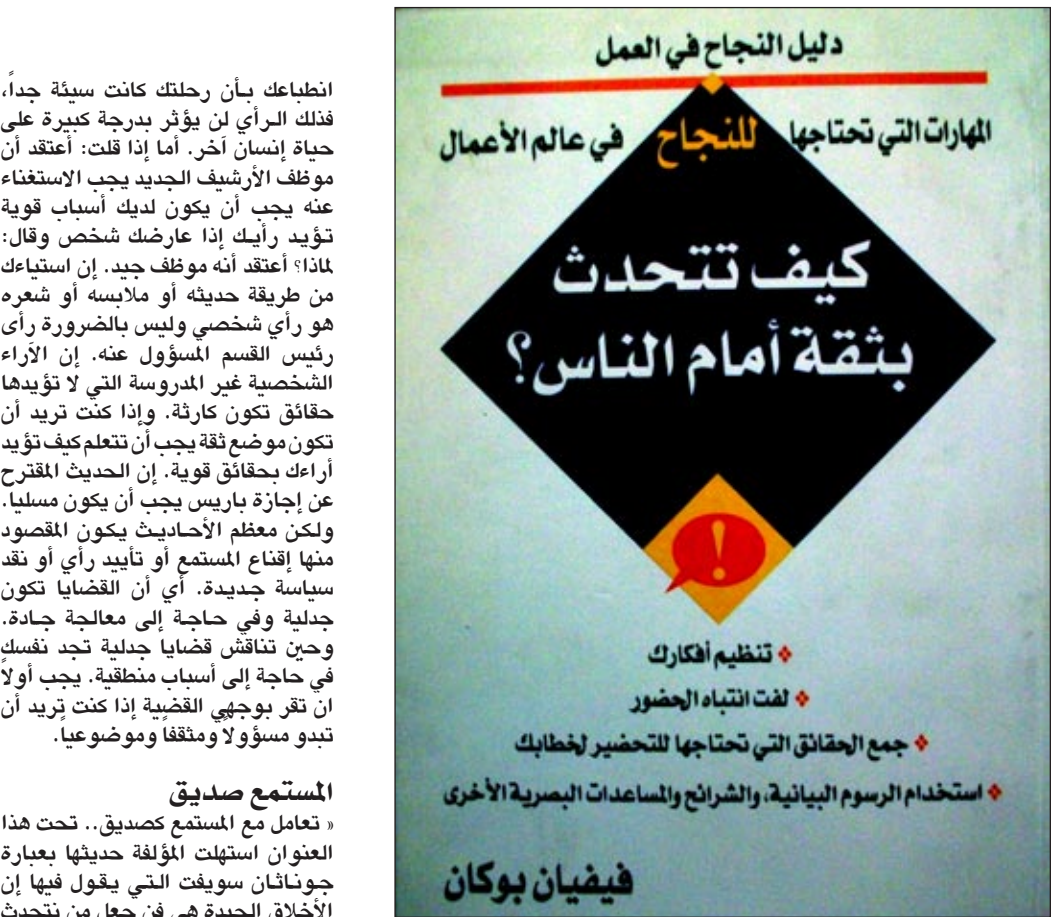 دليل النجاح في العمل
المهارات التي تحتاجها للنجاح في عالم الأعمال
كيف تتحدث
بثقة أمام الناس؟
!
تنظيم أفكارك
لفت انتباه الحضور
جمع الحقائق التي تحتاجها للتحضير لخطابك
استخدام الرسوم البيانية، والشرائح والمساعدات البصرية الأخرى
فيفيان بوكان
انطباعك بأن رحلتك كانت سيئة جداً،
فذلك الرأي لن يؤثر بدرجة كبيرة على
حياة إنسان آخر. أما إذا قلت: أعتقد أن
موظف الأرشيف الجديد يجب الاستغناء
عنه يجب أن يكون لديك أسباب قوية
تؤيد رأيك إذا عارضك شخص وقال:
لماذا؟ أعتقد أنه موظف جيد. إن استياءك
من طريقة حديثه أو ملابسه أو شعره
هو رأي شخصي وليس بالضرورة رأى
رئيس القسم المسؤول عنه. إن الآراء
الشخصية غير المدروسة التي لا تؤيدها
حقائق تكون كارثة. وإذا كنت تريد أن
تكون موضع ثقة يجب أن تتعلم كيف تؤيد
أراءك بحقائق قوية. إن الحديث المقترح
عن إجازة باريس يجب أن يكون مسليا.
ولكن معظم الأحاديث يكون المقصود
منها إقناع المستمع أو تأييد رأي أو نقد
سياسة جديدة. أي أن القضايا تكون
جدلية وفي حاجة إلى معالجة جادة.
وحين تناقش قضايا جدلية تجد نفسك
في حاجة إلى أسباب منطقية. يجب أولاً
ان تقر بوجهي القضية إذا كنت تريد أن
تبدو مسؤولاً ومثقفاً وموضوعياً.
المستمع صديق
« تعامل مع المستمع كصديق.. تحت هذا
العنوان استهلت المؤلفة حديثها بعبارة
جوناثان سويفت التي يقول فيها إن
الأخلاق الجيدة هي فن جعل من نتحدث